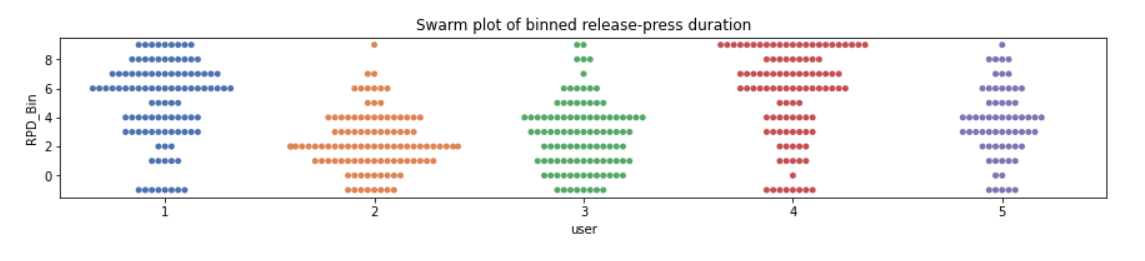 Swarm plot of binned release-press duration
8
6
4
2
0
RPD_Bin
1 2 3 4 5
user